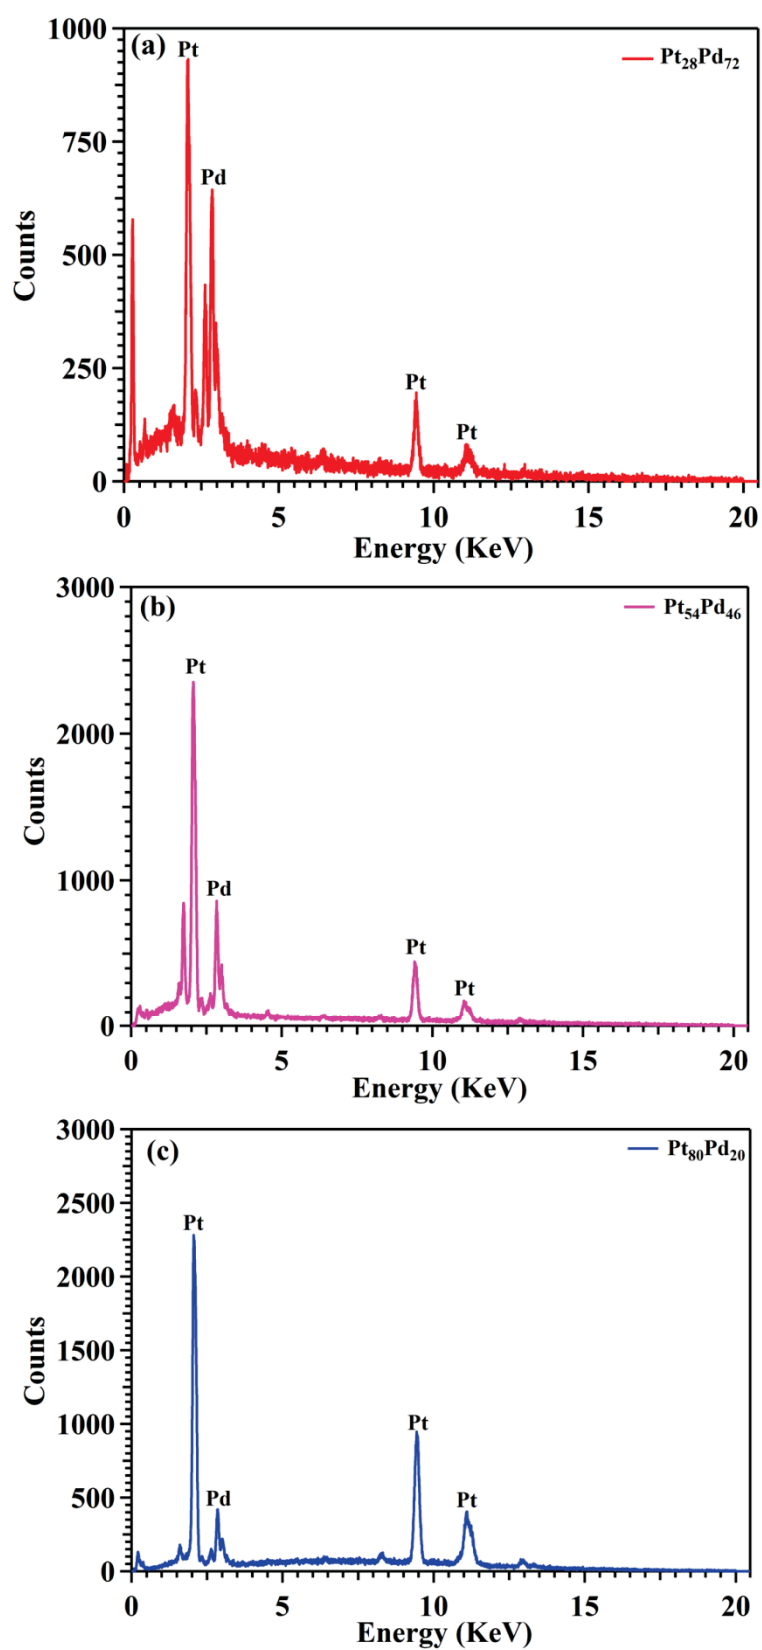 1000
(a)
Pt
Pt₂₈Pd₇₂
750
Pd
Counts
500
250
Pt
Pt
0
0 5 10 15 20
Energy (KeV)
3000
(b)
Pt₅₄Pd₄₆
Pt
2000
Counts
1000
Pd
Pt
Pt
0
0 5 10 15 20
Energy (KeV)
3000
(c)
Pt₈₀Pd₂₀
2500
Pt
2000
Counts
1500
1000
Pt
500
Pd
Pt
0
0 5 10 15 20
Energy (KeV)